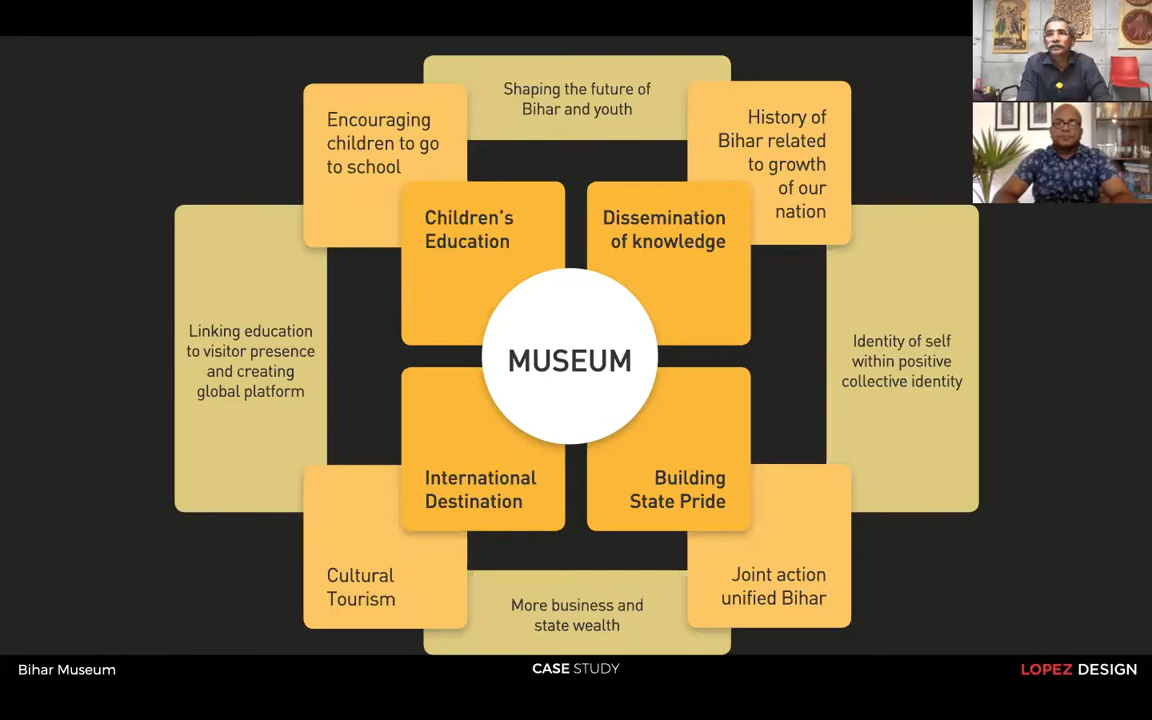 Shaping the future of
Bihar and youth
Encouraging
children to go
to school
History of
Bihar related
to growth
of our
nation
Children's
Education
Dissemination
of knowledge
Linking education
to visitor presence
and creating
global platform
MUSEUM
Identity of self
within positive
collective identity
International
Destination
Building
State Pride
Cultural
Tourism
Joint action
unified Bihar
More business and
state wealth
Bihar Museum
CASE STUDY
LOPEZ DESIGN